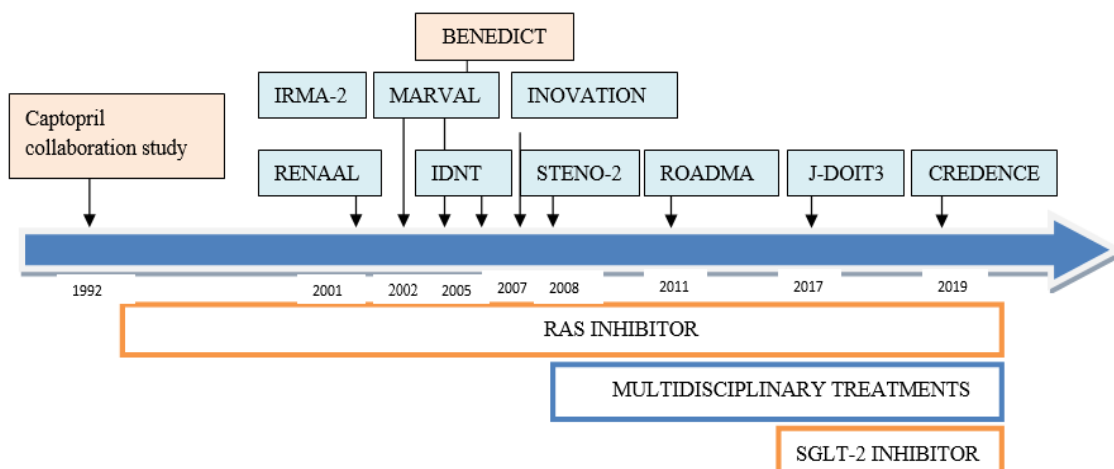 BENEDICT
IRMA-2
MARVAL
INOVATION
Captopril
collaboration study
RENAAL
IDNT
STENO-2
ROADMA
J-DOIT3
CREDENCE
1992
2001
2002
2005
2007
2008
2011
2017
2019
RAS INHIBITOR
MULTIDISCIPLINARY TREATMENTS
SGLT-2 INHIBITOR